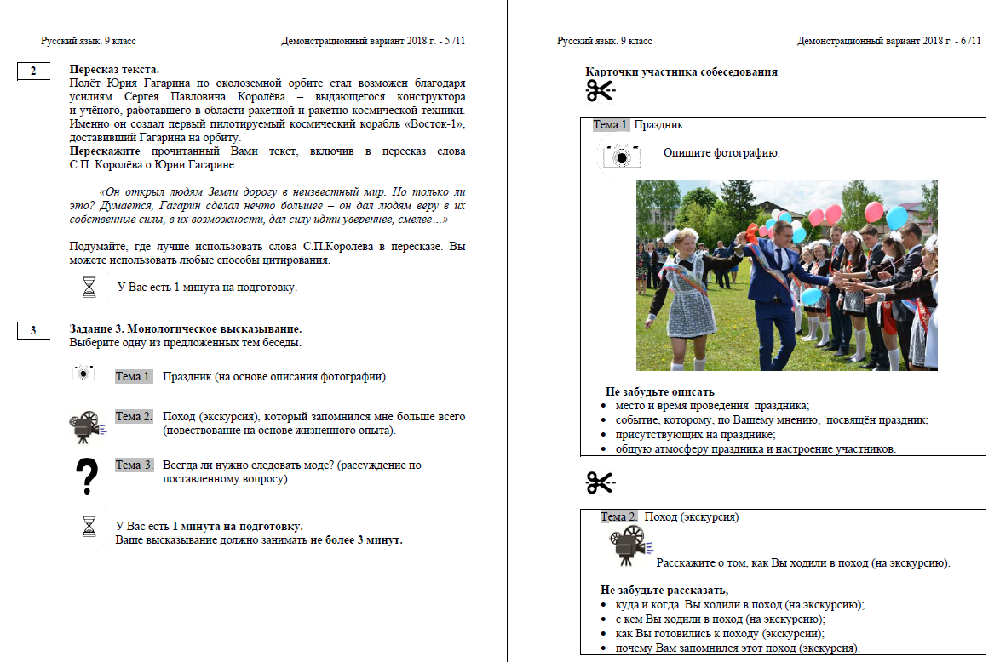 Русский язык. 9 класс Демонстрационный вариант 2018 г. - 5 /11
2
Пересказ текста.
Полёт Юрия Гагарина по околоземной орбите стал возможен благодаря
усилиям Сергея Павловича Королёва – выдающегося конструктора
и учёного, работавшего в области ракетной и ракетно-космической техники.
Именно он создал первый пилотируемый космический корабль «Восток-1»,
доставивший Гагарина на орбиту.
Перескажите прочитанный Вами текст, включив в пересказ слова
С.П. Королёва о Юрии Гагарине:
«Он открыл людям Земли дорогу в неизвестный мир. Но только ли
это? Думается, Гагарин сделал нечто большее – он дал людям веру в их
собственные силы, в их возможности, дал силу идти увереннее, смелее…»
Подумайте, где лучше использовать слова С.П.Королёва в пересказе. Вы
можете использовать любые способы цитирования.
У Вас есть 1 минута на подготовку.
3
Задание 3. Монологическое высказывание.
Выберите одну из предложенных тем беседы.
Тема 1. Праздник (на основе описания фотографии).
Тема 2. Поход (экскурсия), который запомнился мне больше всего
(повествование на основе жизненного опыта).
Тема 3. Всегда ли нужно следовать моде? (рассуждение по
поставленному вопросу)
У Вас есть 1 минута на подготовку.
Ваше высказывание должно занимать не более 3 минут.
Русский язык. 9 класс Демонстрационный вариант 2018 г. - 6 /11
Карточки участника собеседования
Тема 1. Праздник
Опишите фотографию.
Не забудьте описать
• место и время проведения праздника;
• событие, которому, по Вашему мнению, посвящён праздник;
• присутствующих на празднике;
• общую атмосферу праздника и настроение участников.
Тема 2. Поход (экскурсия)
Расскажите о том, как Вы ходили в поход (на экскурсию).
Не забудьте рассказать,
• куда и когда Вы ходили в поход (на экскурсию);
• с кем Вы ходили в поход (на экскурсию);
• как Вы готовились к походу (экскурсии);
• почему Вам запомнился этот поход (экскурсия).